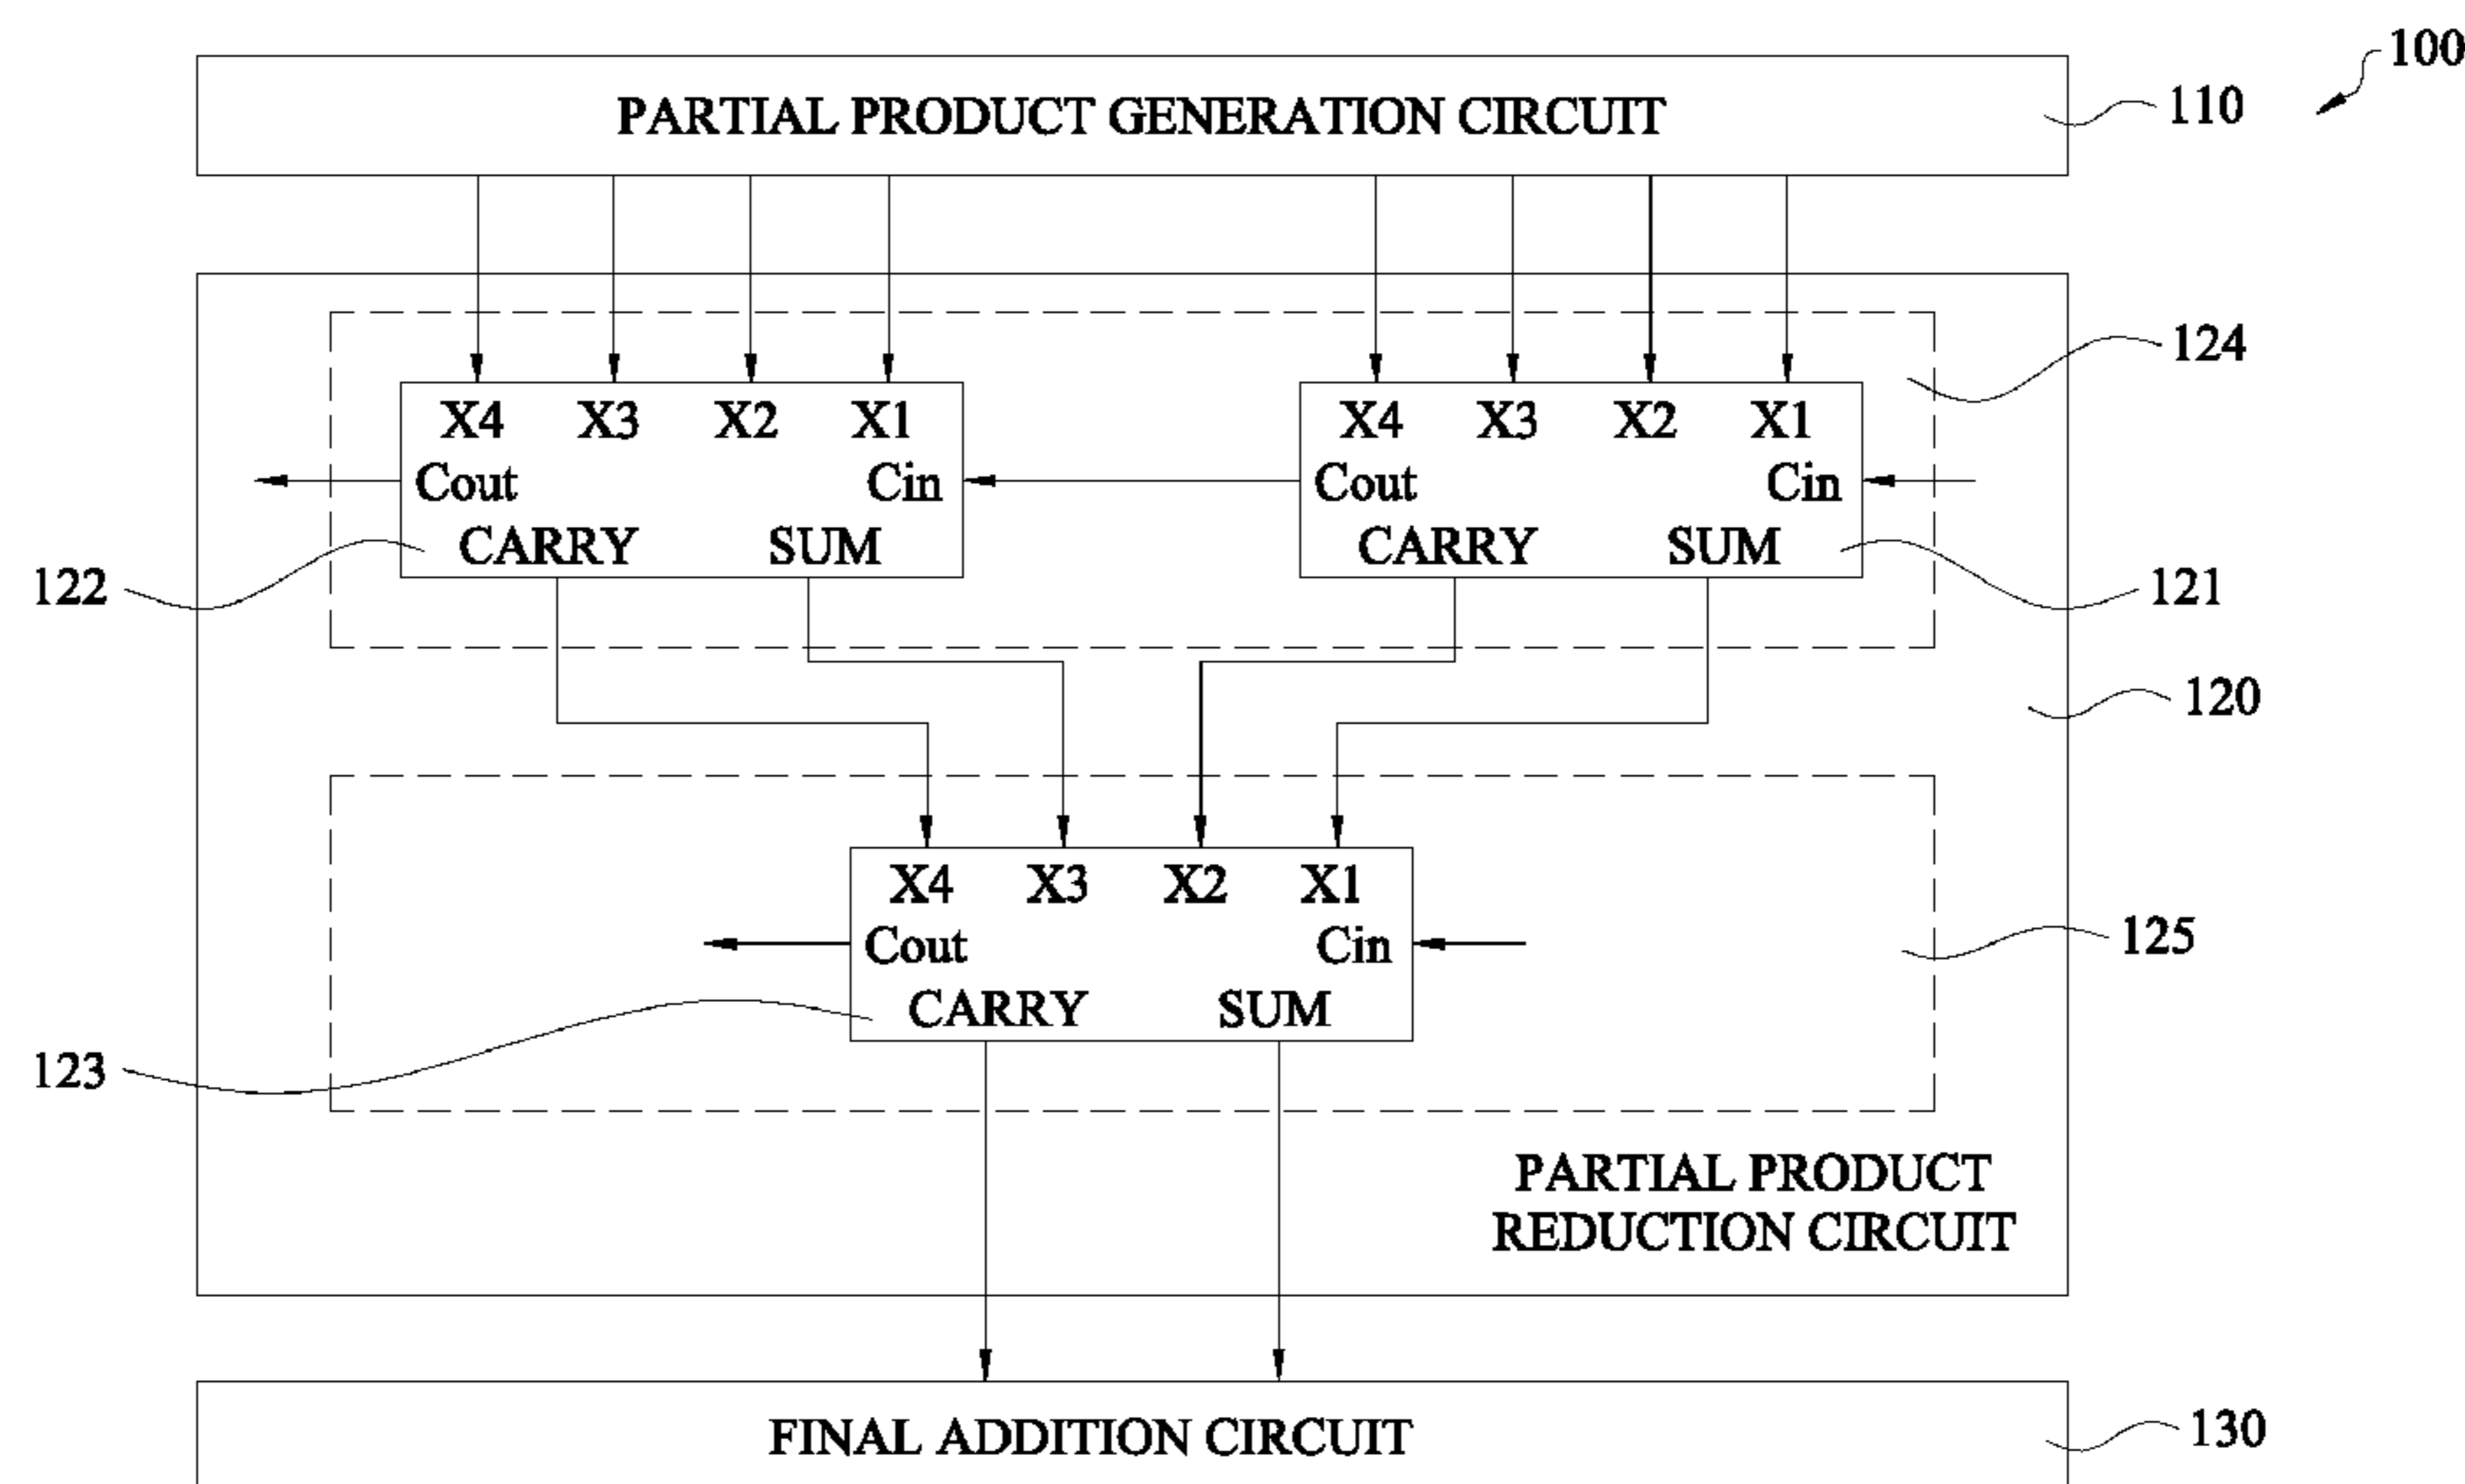 100
PARTIAL PRODUCT GENERATION CIRCUIT
110
124
X4 X3 X2 X1
X4 X3 X2 X1
Cout Cin
Cout Cin
CARRY SUM
CARRY SUM
122
121
120
X4 X3 X2 X1
Cout Cin
125
CARRY SUM
123
PARTIAL PRODUCT
REDUCTION CIRCUIT
FINAL ADDITION CIRCUIT
130